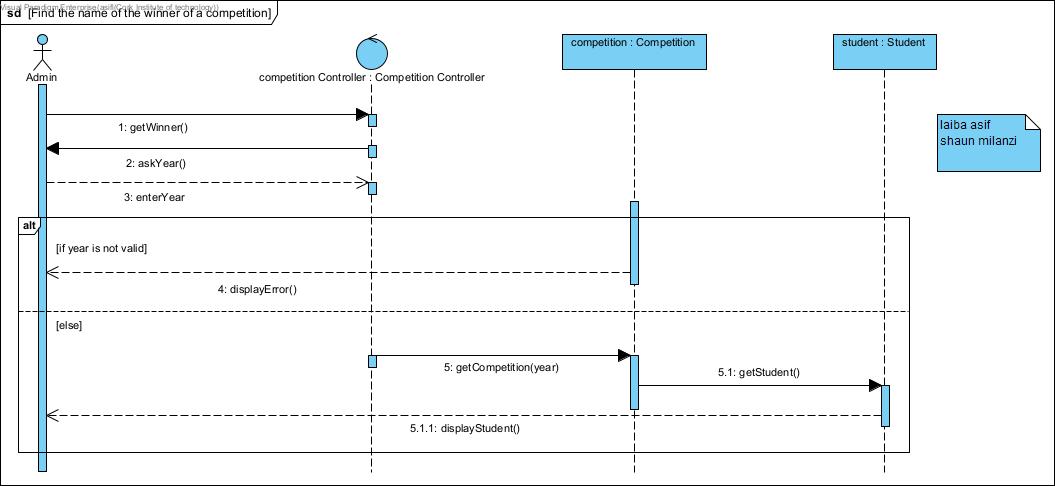 Visual Paradigm Enterprise(asifl(Cork Institute of technology))
sd [Find the name of the winner of a competition]
Admin
competition Controller : Competition Controller
competition : Competition
student : Student
laiba asif
shaun milanzi
1: getWinner()
2: askYear()
3: enterYear
alt
[if year is not valid]
4: displayError()
[else]
5: getCompetition(year)
5.1: getStudent()
5.1.1: displayStudent()